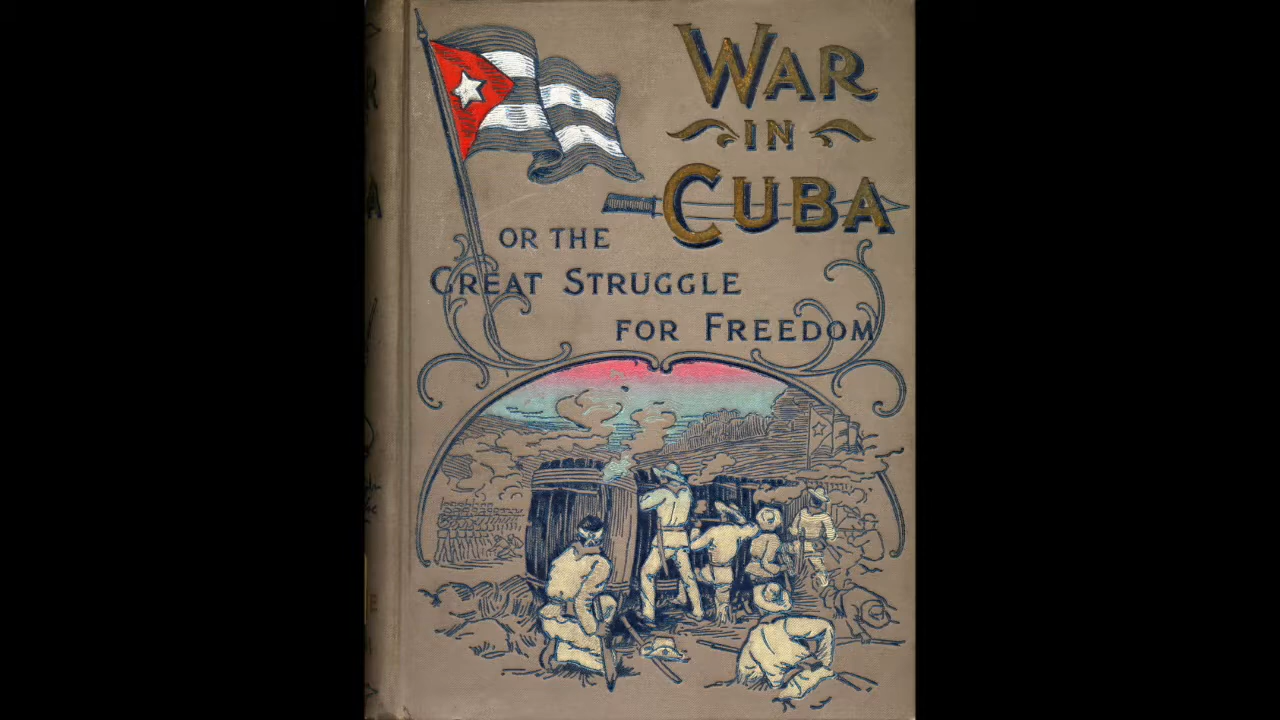 WAR
IN
CUBA
OR THE
GREAT STRUGGLE
FOR FREEDOM